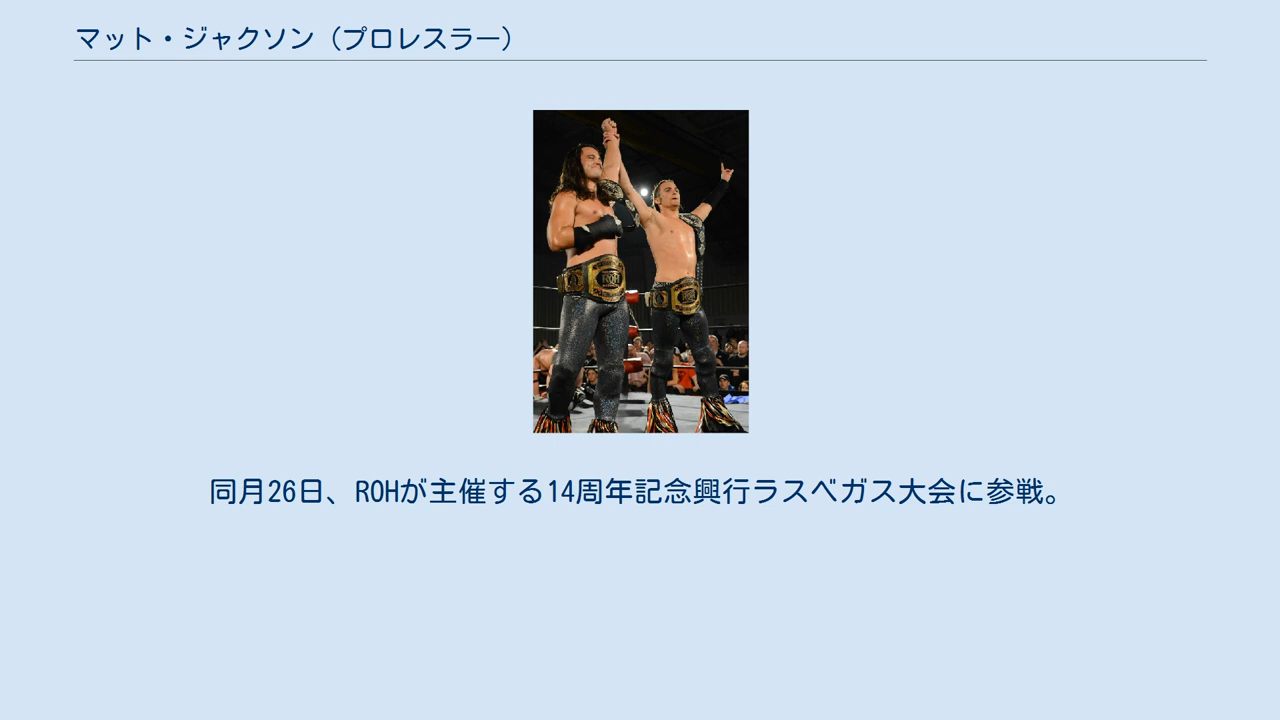 マット・ジャクソン（プロレスラー）
ROH
同月26日、ROHが主催する14周年記念興行ラスベガス大会に参戦。